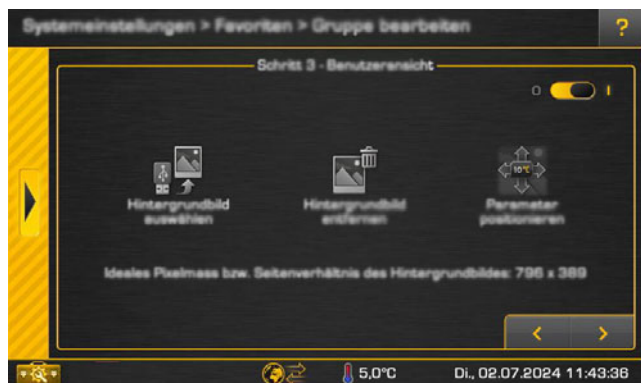 Systemeinstellungen > Favoriten > Gruppe bearbeiten
?
Schritt 3 - Benutzeransicht
O I
Hintergrundbild
auswählen
Hintergrundbild
entfernen
10°C
Parameter
positionieren
Ideales Pixelmass bzw. Seitenverhältnis des Hintergrundbildes: 796 x 389
< >
5,0°C
Di., 02.07.2024 11:43:36